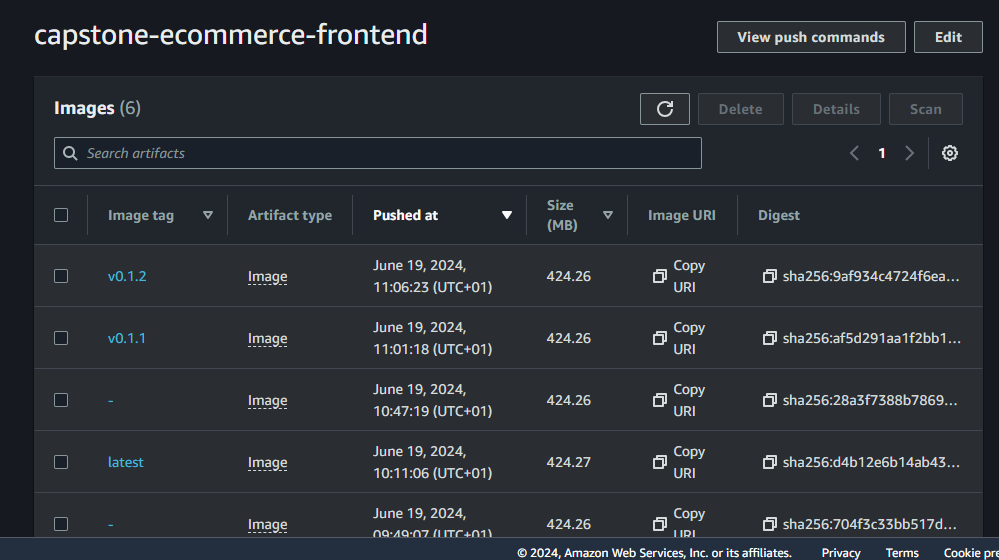 capstone-ecommerce-frontend
View push commands
Edit
Images (6)
Delete
Details
Scan
Search artifacts
1
Image tag
Artifact type
Pushed at
Size
(MB)
Image URI
Digest
v0.1.2
Image
June 19, 2024,
11:06:23 (UTC+01)
424.26
Copy
URI
sha256:9af934c4724f6ea...
v0.1.1
Image
June 19, 2024,
11:01:18 (UTC+01)
424.26
Copy
URI
sha256:af5d291aa1f2bb1...
-
Image
June 19, 2024,
10:47:19 (UTC+01)
424.26
Copy
URI
sha256:28a3f7388b7869...
latest
Image
June 19, 2024,
10:11:06 (UTC+01)
424.27
Copy
URI
sha256:d4b12e6b14ab43...
-
Image
June 19, 2024,
09:49:07 (UTC+01)
424.26
Copy
URI
sha256:704f3c33bb517d...
© 2024, Amazon Web Services, Inc. or its affiliates.
Privacy
Terms
Cookie pre